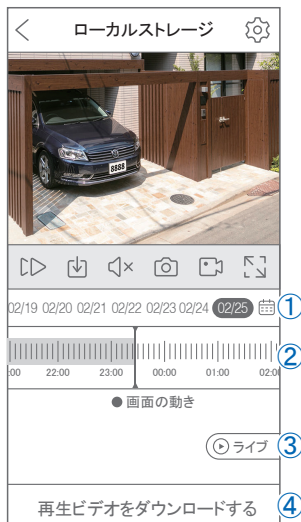 ローカルストレージ
8888
02/19 02/20 02/21 02/22 02/23 02/24 02/25 ①
②
:00 22:00 23:00 00:00 01:00 02:0
●画面の動き
ライブ ③
再生ビデオをダウンロードする ④